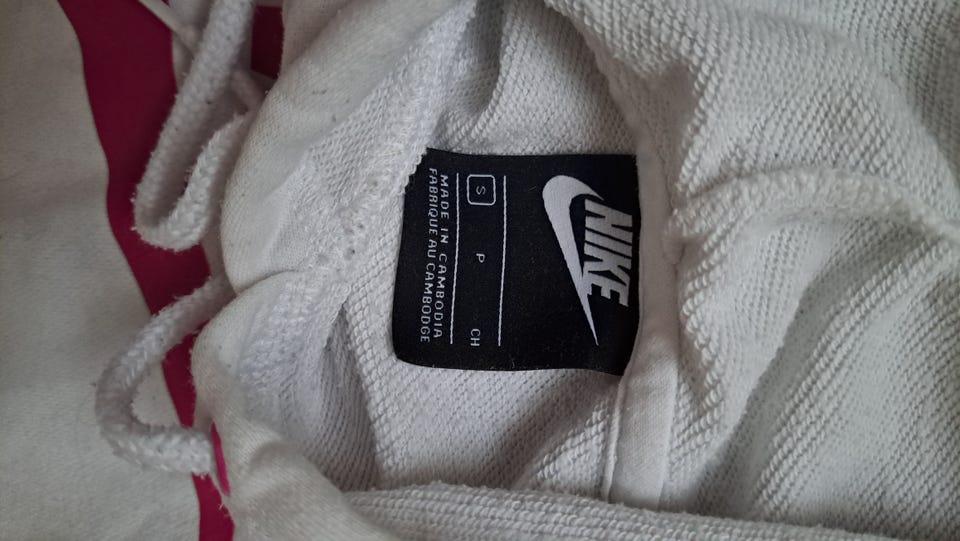 NIKE
S P CH
MADE IN CAMBODIA
FABRIQUE AU CAMBODGE